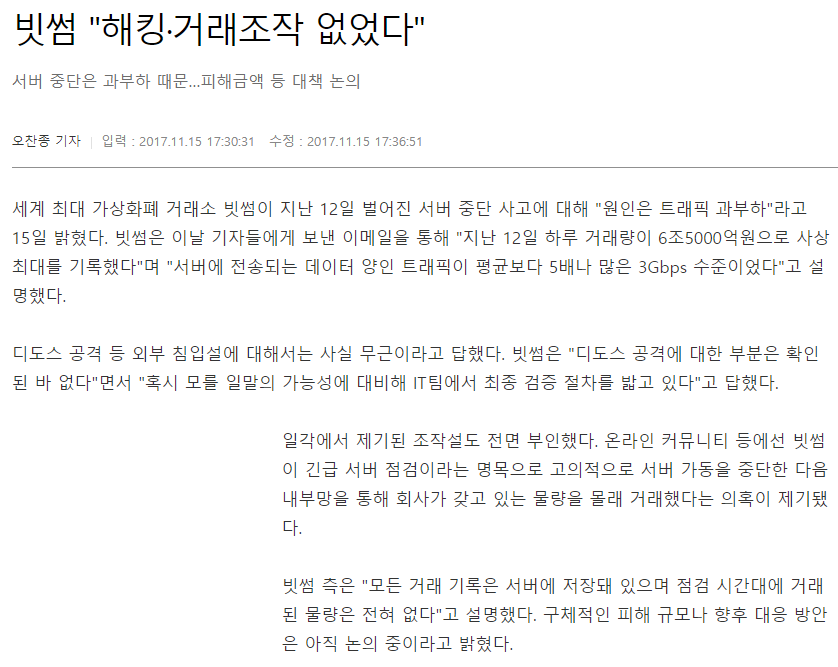 빗썸 "해킹·거래조작 없었다"
서버 중단은 과부하 때문...피해금액 등 대책 논의
오찬종 기자 | 입력 : 2017.11.15 17:30:31 수정 : 2017.11.15 17:36:51
세계 최대 가상화폐 거래소 빗썸이 지난 12일 벌어진 서버 중단 사고에 대해 "원인은 트래픽 과부하"라고
15일 밝혔다. 빗썸은 이날 기자들에게 보낸 이메일을 통해 "지난 12일 하루 거래량이 6조5000억원으로 사상
최대를 기록했다"며 "서버에 전송되는 데이터 양인 트래픽이 평균보다 5배나 많은 3Gbps 수준이었다"고 설
명했다.
디도스 공격 등 외부 침입설에 대해서는 사실 무근이라고 답했다. 빗썸은 "디도스 공격에 대한 부분은 확인
된 바 없다"면서 "혹시 모를 일말의 가능성에 대비해 IT팀에서 최종 검증 절차를 밟고 있다"고 답했다.
일각에서 제기된 조작설도 전면 부인했다. 온라인 커뮤니티 등에선 빗썸
이 긴급 서버 점검이라는 명목으로 고의적으로 서버 가동을 중단한 다음
내부망을 통해 회사가 갖고 있는 물량을 몰래 거래했다는 의혹이 제기됐
다.
빗썸 측은 "모든 거래 기록은 서버에 저장돼 있으며 점검 시간대에 거래
된 물량은 전혀 없다"고 설명했다. 구체적인 피해 규모나 향후 대응 방안
은 아직 논의 중이라고 밝혔다.